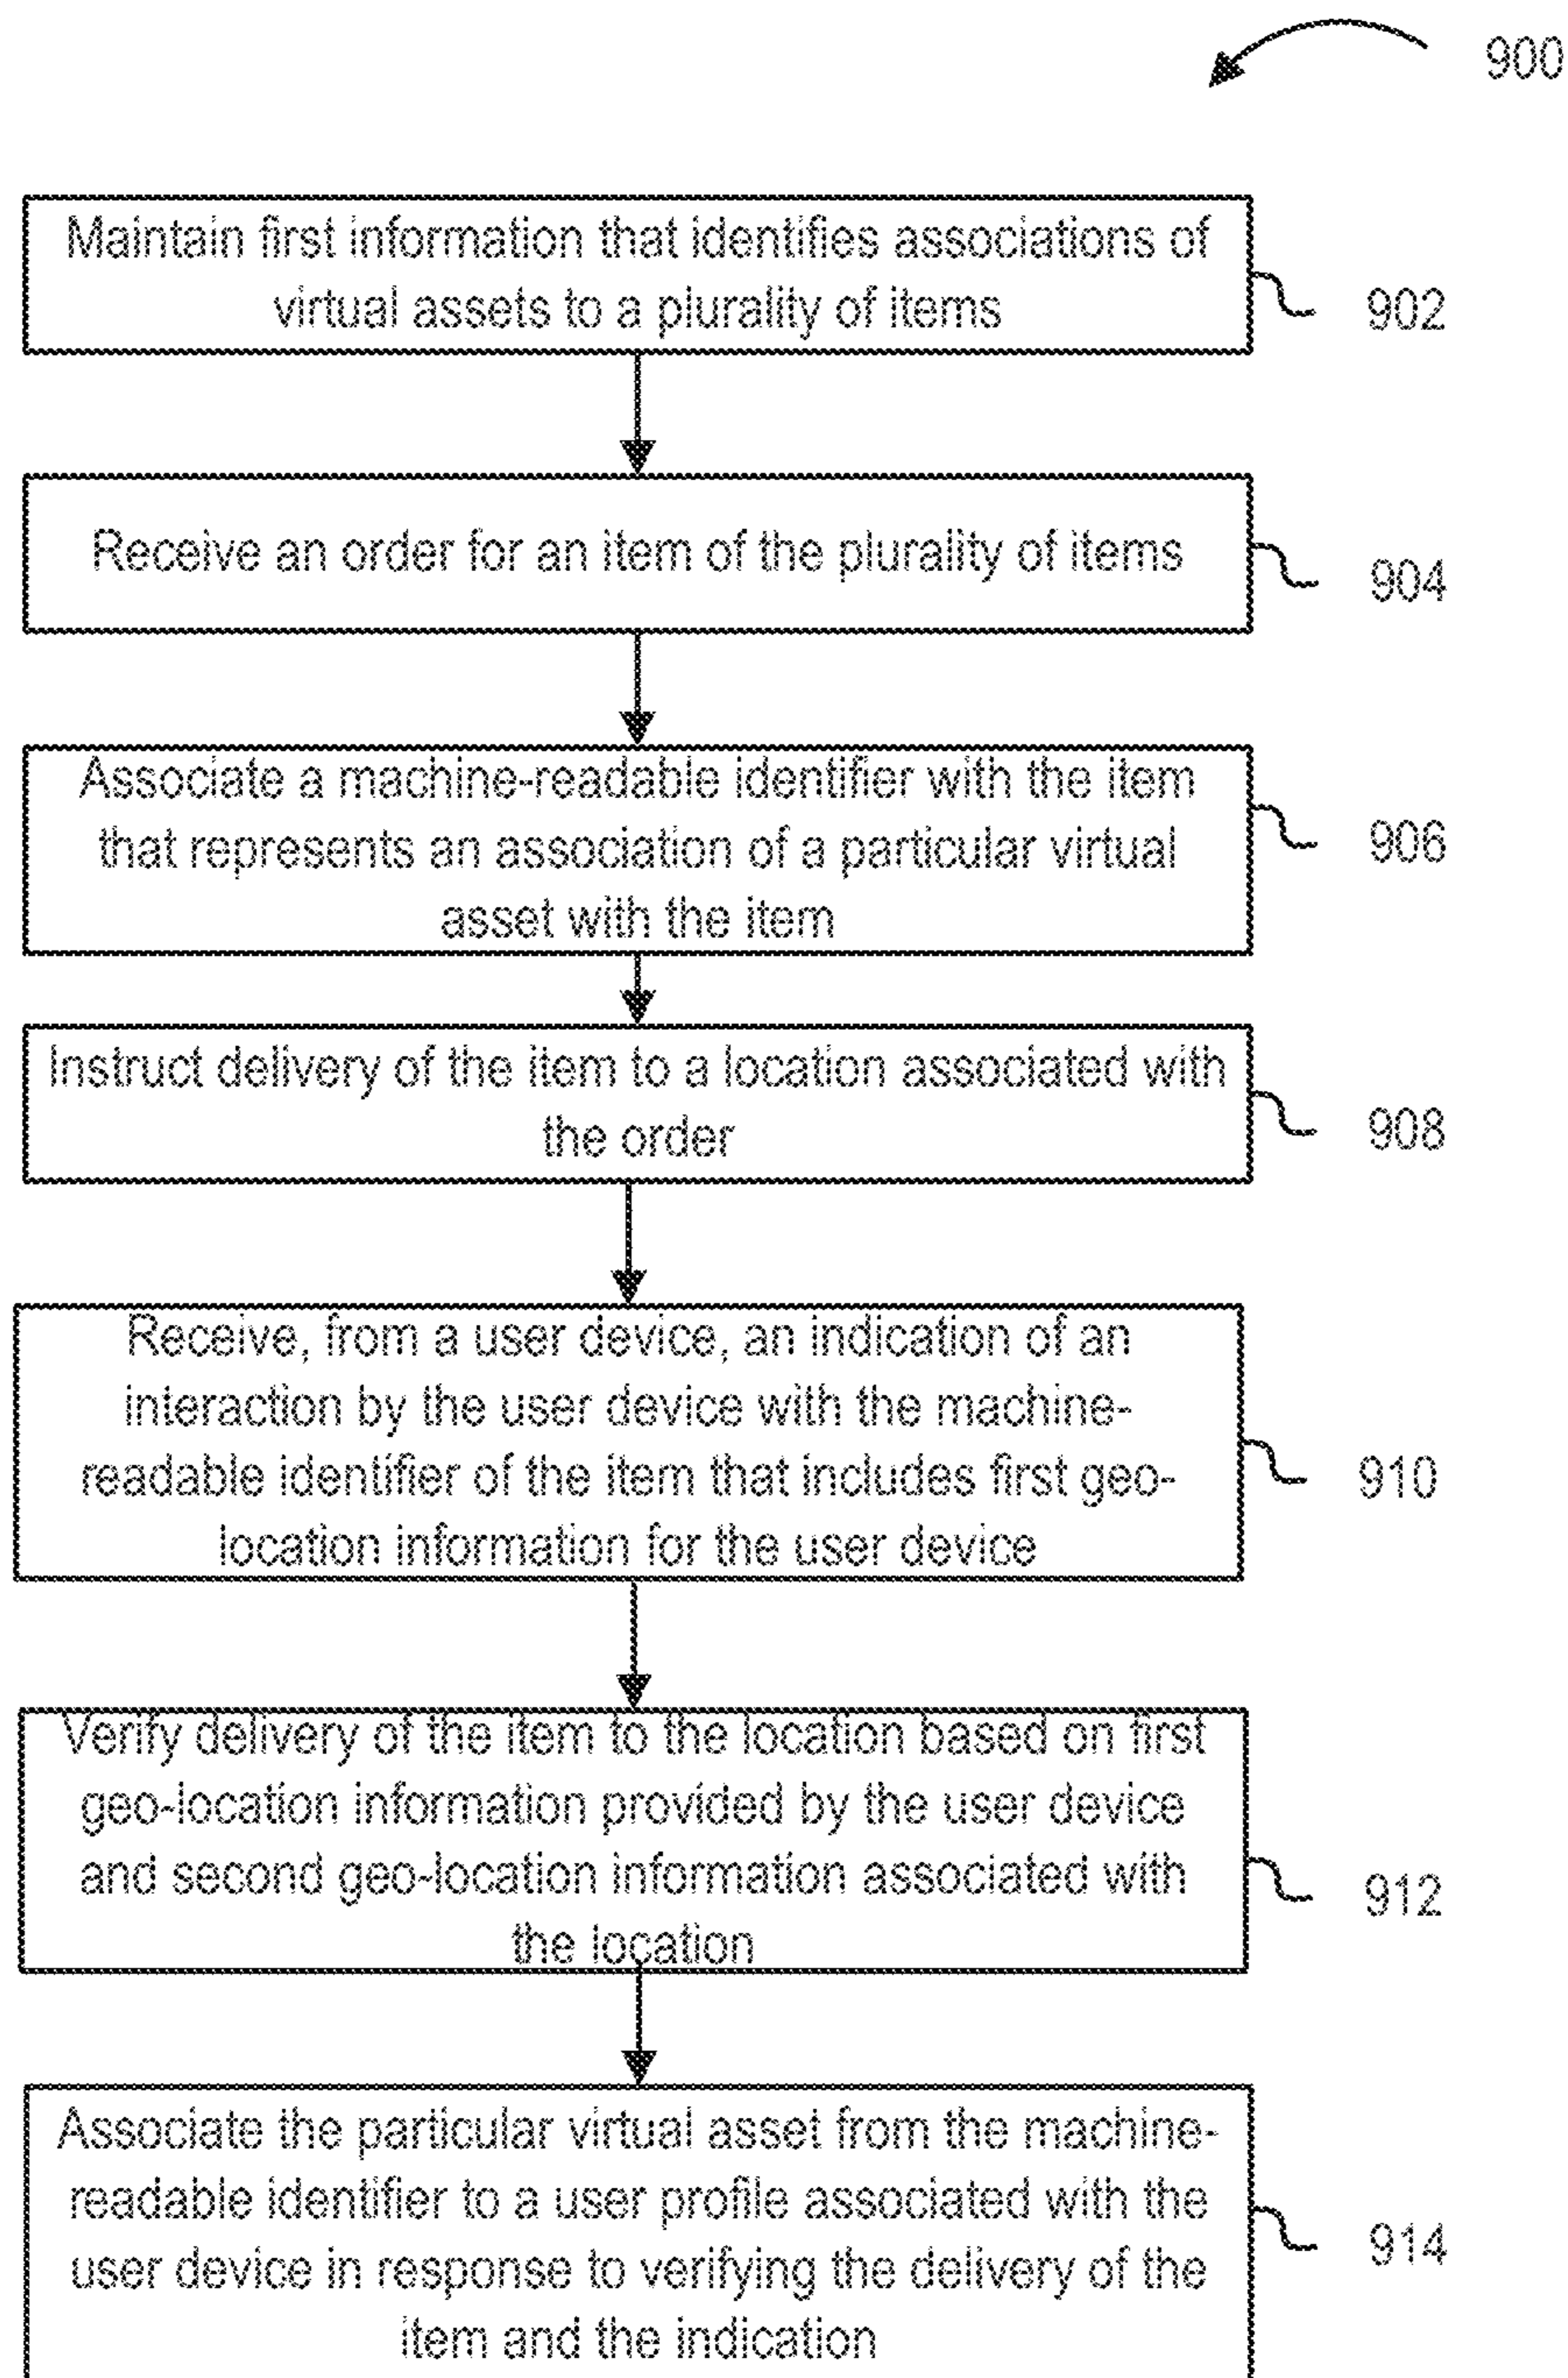 900
Maintain first information that identifies associations of
virtual assets to a plurality of items
902
Receive an order for an item of the plurality of items
904
Associate a machine-readable identifier with the item
that represents an association of a particular virtual
asset with the item
906
Instruct delivery of the item to a location associated with
the order
908
Receive, from a user device, an indication of an
interaction by the user device with the machine-
readable identifier of the item that includes first geo-
location information for the user device
910
Verify delivery of the item to the location based on first
geo-location information provided by the user device
and second geo-location information associated with
the location
912
Associate the particular virtual asset from the machine-
readable identifier to a user profile associated with the
user device in response to verifying the delivery of the
item and the indication
914